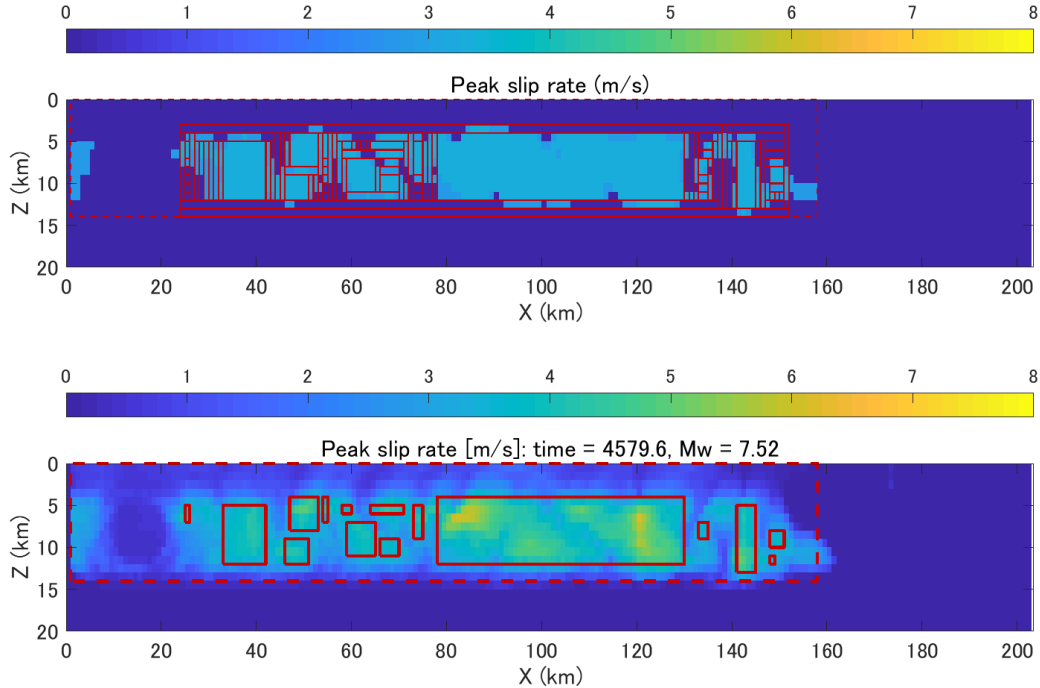 0 1 2 3 4 5 6 7 8
Peak slip rate (m/s)
0
5
10
15
20
Z (km)
0 20 40 60 80 100 120 140 160 180 200
X (km)
0 1 2 3 4 5 6 7 8
Peak slip rate [m/s]: time = 4579.6, Mw = 7.52
0
5
10
15
20
Z (km)
0 20 40 60 80 100 120 140 160 180 200
X (km)